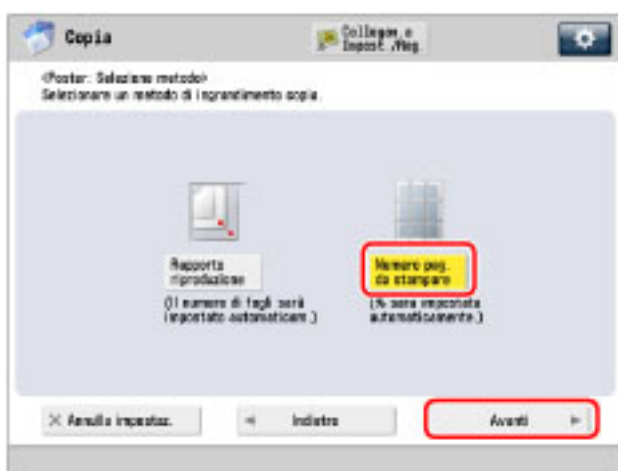 Copia
Collegam. a
Impost. /Reg.
<Poster: Selezione metodo>
Selezionare un metodo di ingrandimento copia.
Rapporto
riproduzione
Numero pag.
da stampare
(Il numero di fogli sarà
impostato automaticam.)
(% sarà impostata
automaticamente.)
Annulla impostaz.
Indietro
Avanti